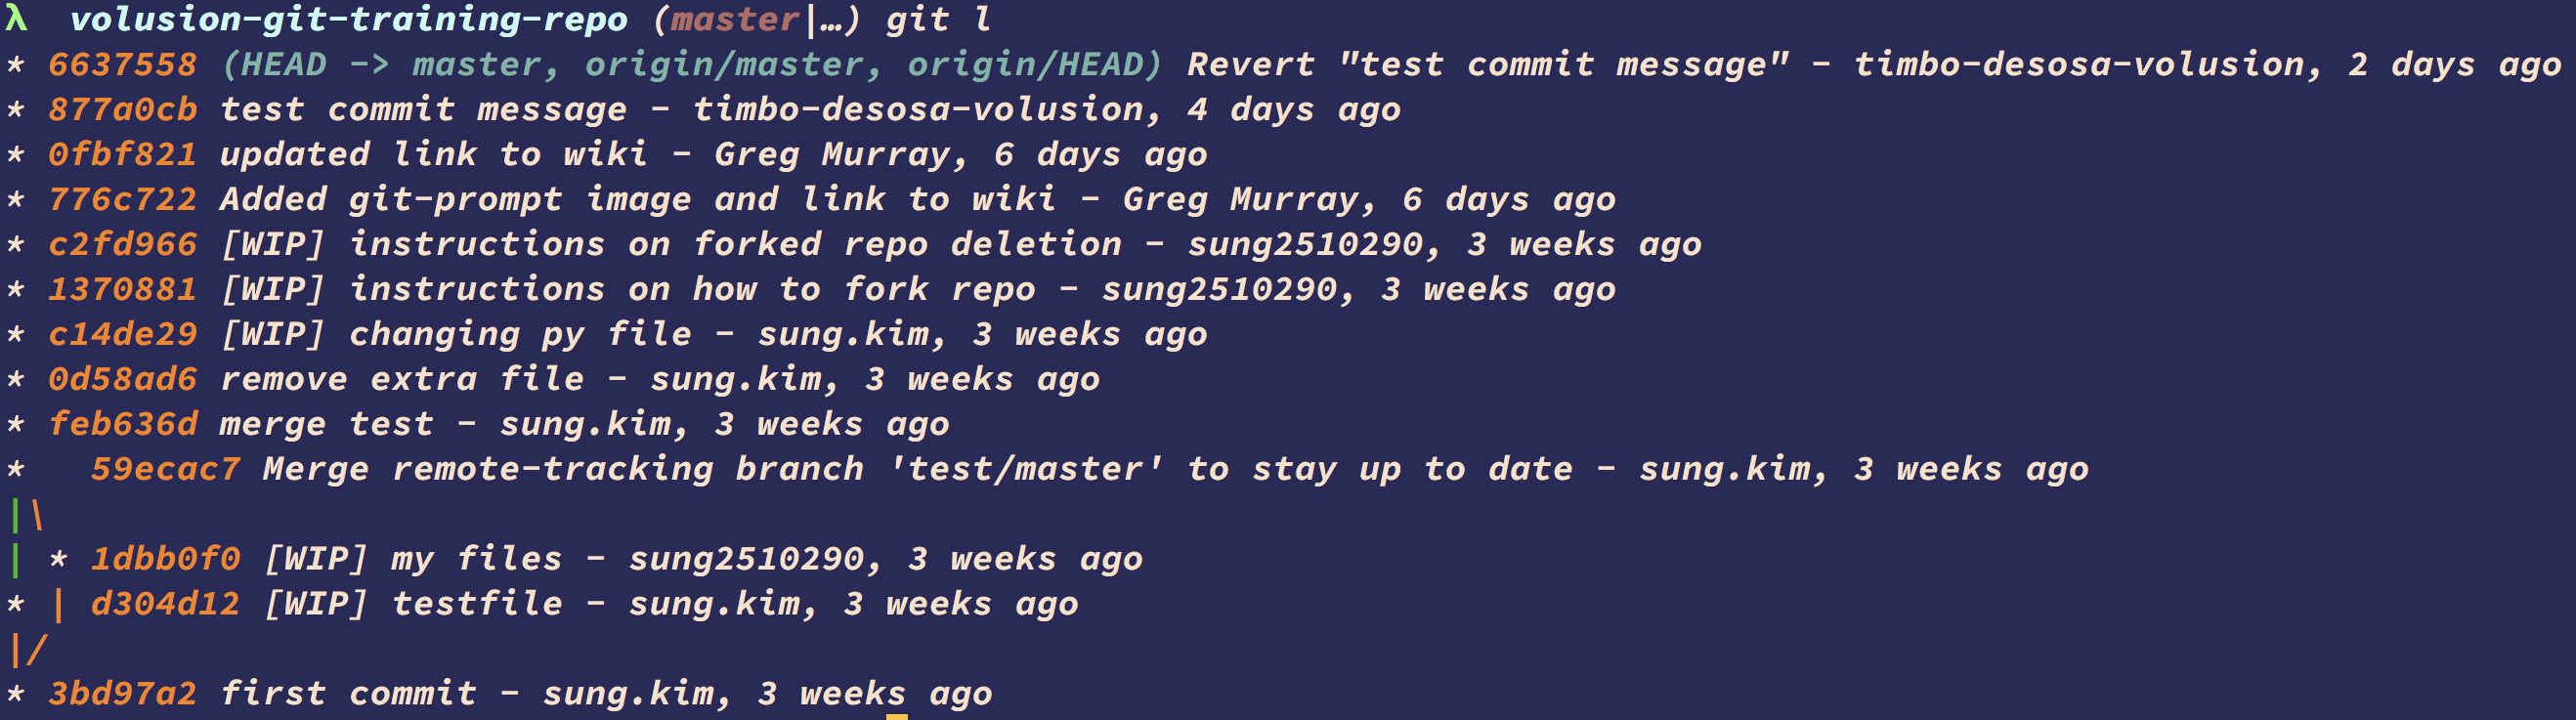 λ  volusion-git-training-repo (master|…) git l
* 6637558 (HEAD -> master, origin/master, origin/HEAD) Revert "test commit message" - timbo-desosa-volusion, 2 days ago
* 877a0cb test commit message - timbo-desosa-volusion, 4 days ago
* 0fbf821 updated link to wiki - Greg Murray, 6 days ago
* 776c722 Added git-prompt image and link to wiki - Greg Murray, 6 days ago
* c2fd966 [WIP] instructions on forked repo deletion - sung2510290, 3 weeks ago
* 1370881 [WIP] instructions on how to fork repo - sung2510290, 3 weeks ago
* c14de29 [WIP] changing py file - sung.kim, 3 weeks ago
* 0d58ad6 remove extra file - sung.kim, 3 weeks ago
* feb636d merge test - sung.kim, 3 weeks ago
*   59ecac7 Merge remote-tracking branch 'test/master' to stay up to date - sung.kim, 3 weeks ago
|\
| * 1dbb0f0 [WIP] my files - sung2510290, 3 weeks ago
* | d304d12 [WIP] testfile - sung.kim, 3 weeks ago
|/
* 3bd97a2 first commit - sung.kim, 3 weeks ago